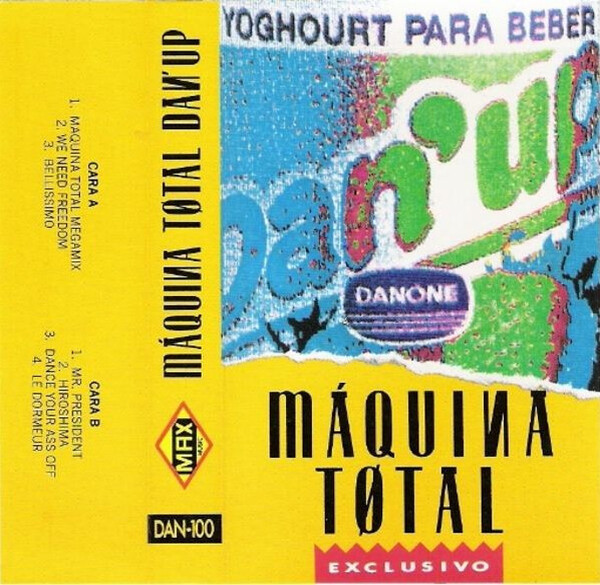 CARA A
1. MAQUINA TOTAL MEGAMIX
2. WE NEED FREEDOM
3. BELLISSIMO
CARA B
1. MR. PRESIDENT
2. HIROSHIMA
3. DANCE YOUR ASS OFF
4. LE DORMEUR
MÁQUINA TØTAL DAN'UP
MAX
MUSIC
DAN-100
YOGHOURT PARA BEBER
Dan'up
DANONE
MÁQUINA
TØTAL
EXCLUSIVO